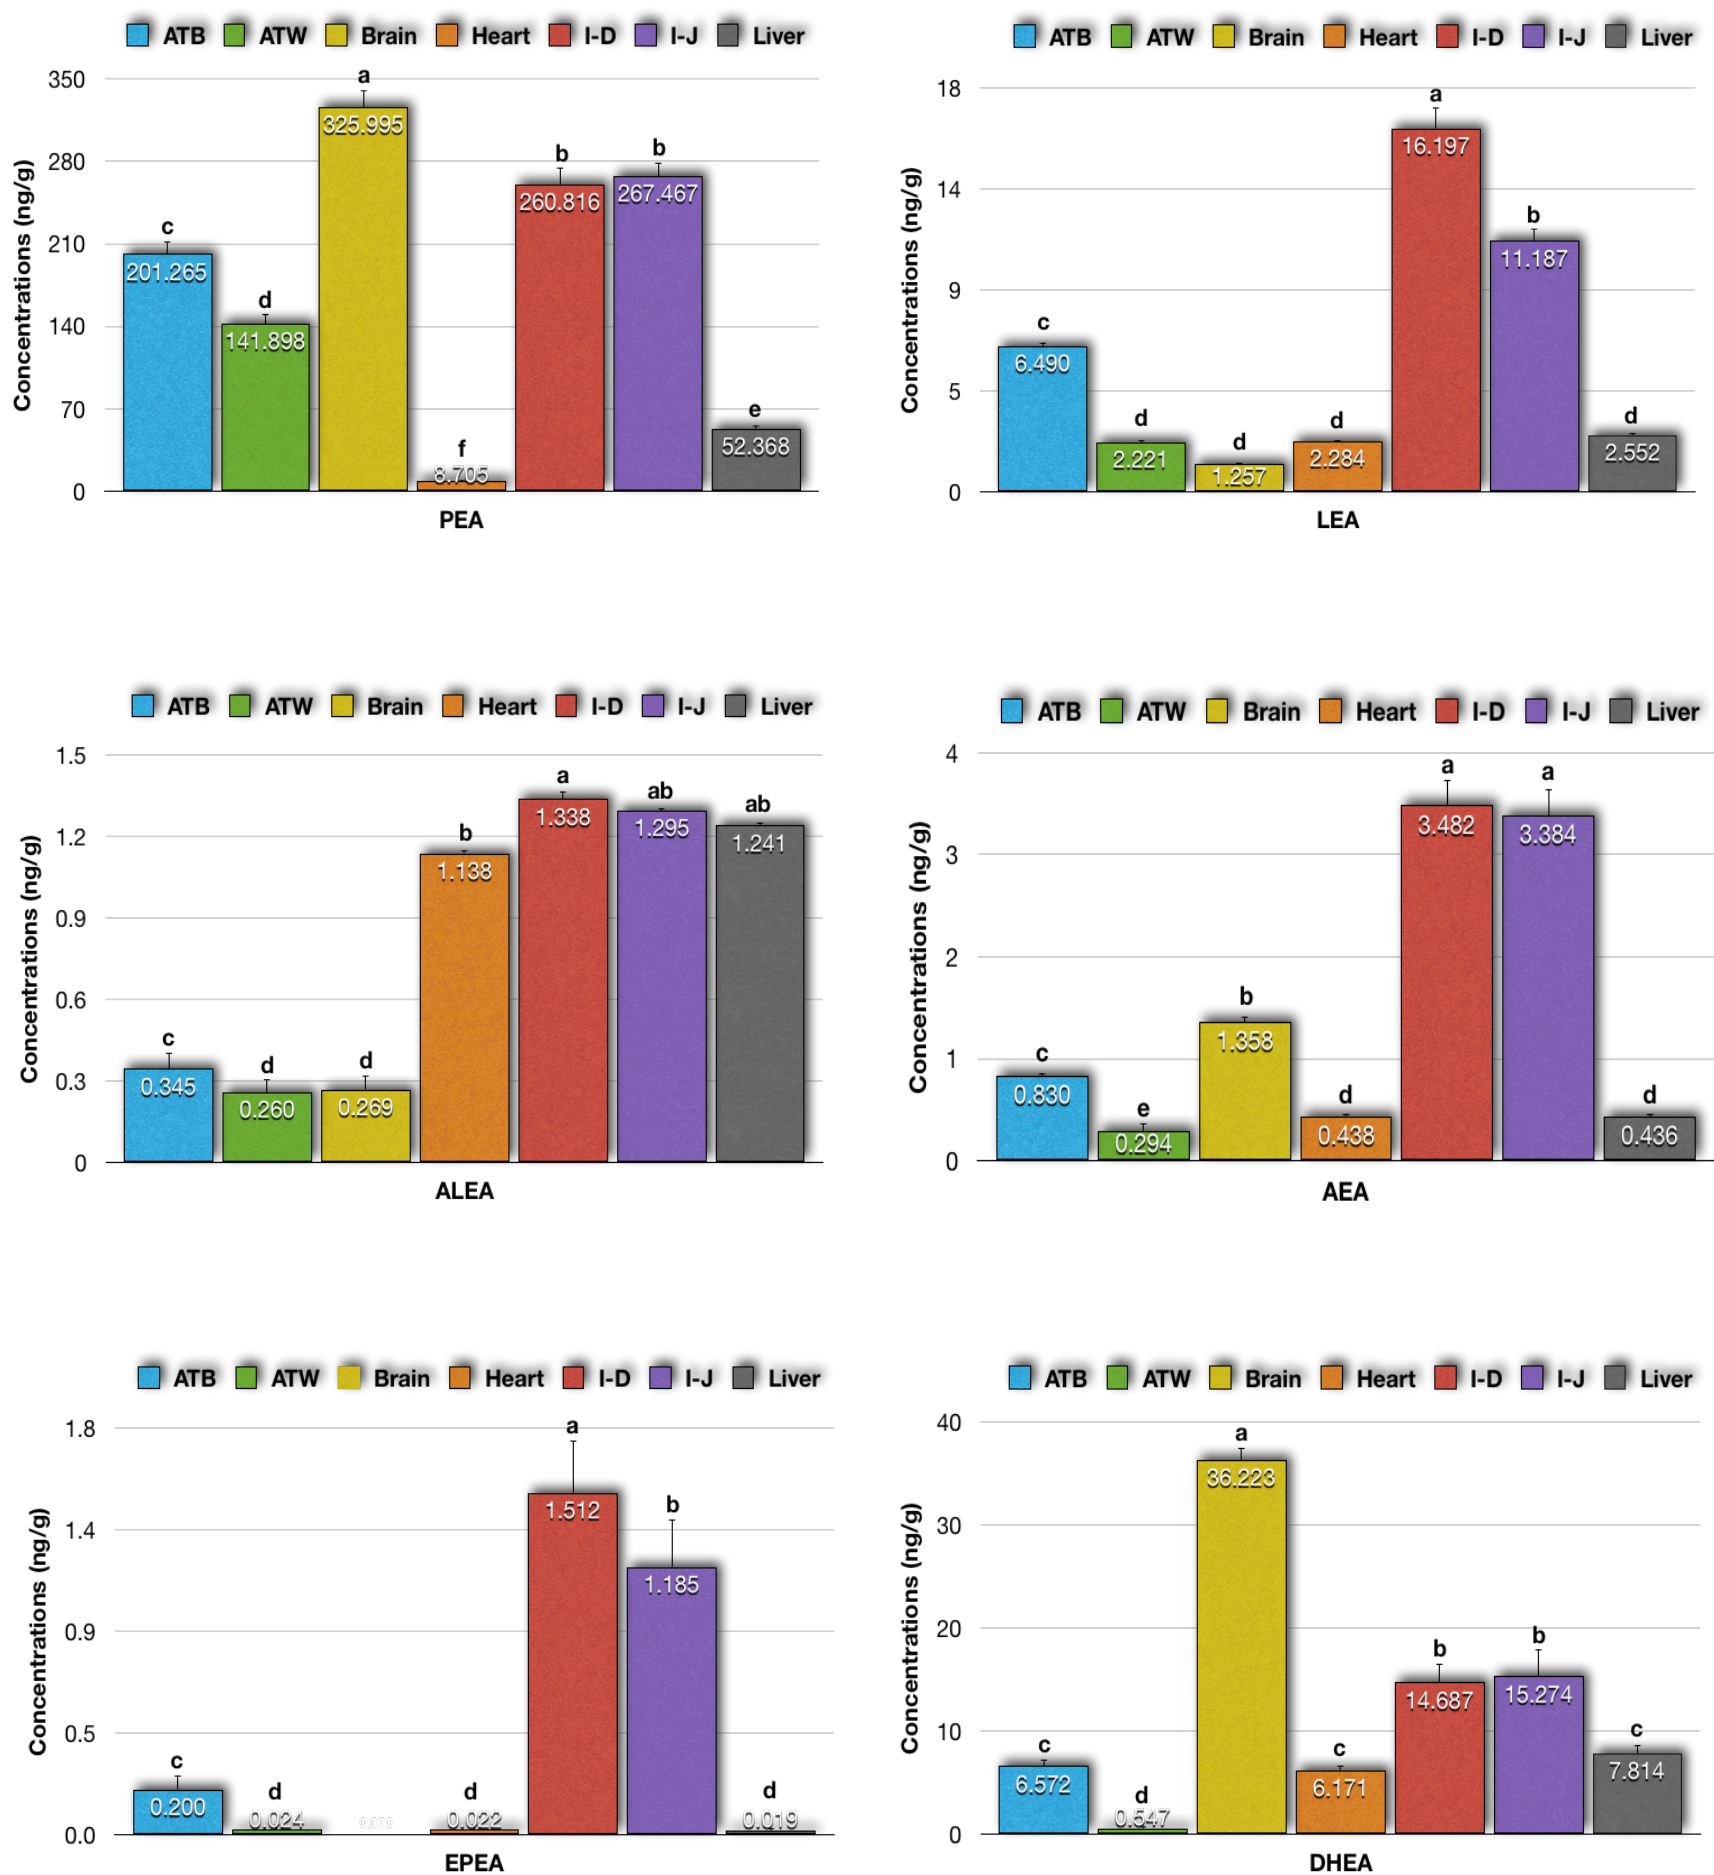 ATB ATW Brain Heart I-D I-J Liver
350
280
210
140
70
0
Concentrations (ng/g)
c
d
a
f
b
b
e
201.265
141.898
325.995
8.705
260.816
267.467
52.368
PEA
ATB ATW Brain Heart I-D I-J Liver
18
14
9
5
0
Concentrations (ng/g)
c
d
d
d
a
b
d
6.490
2.221
1.257
2.284
16.197
11.187
2.552
LEA
ATB ATW Brain Heart I-D I-J Liver
1.5
1.2
0.9
0.6
0.3
0
Concentrations (ng/g)
c
d
d
b
a
ab
ab
0.345
0.260
0.269
1.138
1.338
1.295
1.241
ALEA
ATB ATW Brain Heart I-D I-J Liver
4
3
2
1
0
Concentrations (ng/g)
c
e
b
d
a
a
d
0.830
0.294
1.358
0.438
3.482
3.384
0.436
AEA
ATB ATW Brain Heart I-D I-J Liver
1.8
1.4
0.9
0.5
0.0
Concentrations (ng/g)
c
d
d
a
b
d
0.200
0.024
0.022
1.512
1.185
0.019
EPEA
ATB ATW Brain Heart I-D I-J Liver
40
30
20
10
0
Concentrations (ng/g)
c
d
a
c
b
b
c
6.572
0.547
36.223
6.171
14.687
15.274
7.814
DHEA